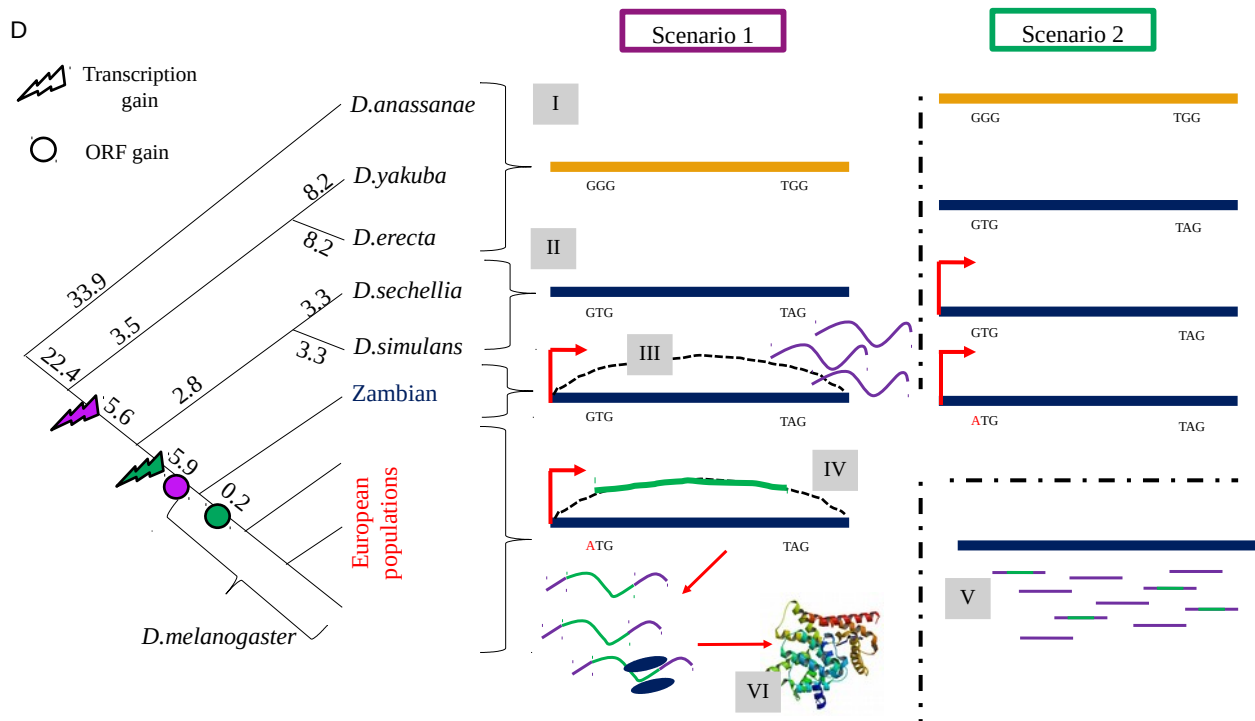 D
Transcription
gain
ORF gain
D.anassanae
D.yakuba
D.erecta
D.sechellia
D.simulans
Zambian
European
populations
D.melanogaster
33.9
8.2
8.2
3.5
22.4
3.3
3.3
2.8
5.6
5.9
0.2
Scenario 1
I
GGG
TGG
II
GTG
TAG
III
GTG
TAG
IV
ATG
TAG
VI
Scenario 2
GGG
TGG
GTG
TAG
GTG
TAG
ATG
TAG
V